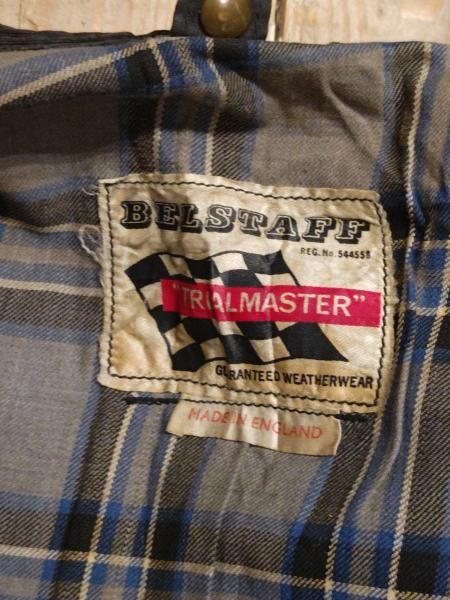 BELSTAFF
REG. No. 544558
"TRIALMASTER"
GUARANTEED WEATHERWEAR
MADE IN ENGLAND